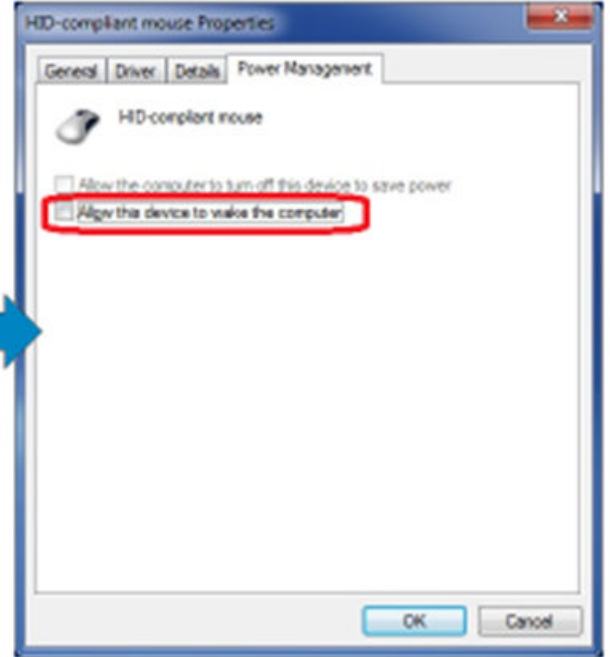 HID-compliant mouse Properties
General Driver Details Power Management
HID-compliant mouse
Allow the computer to turn off this device to save power
Allow this device to wake the computer
OK Cancel